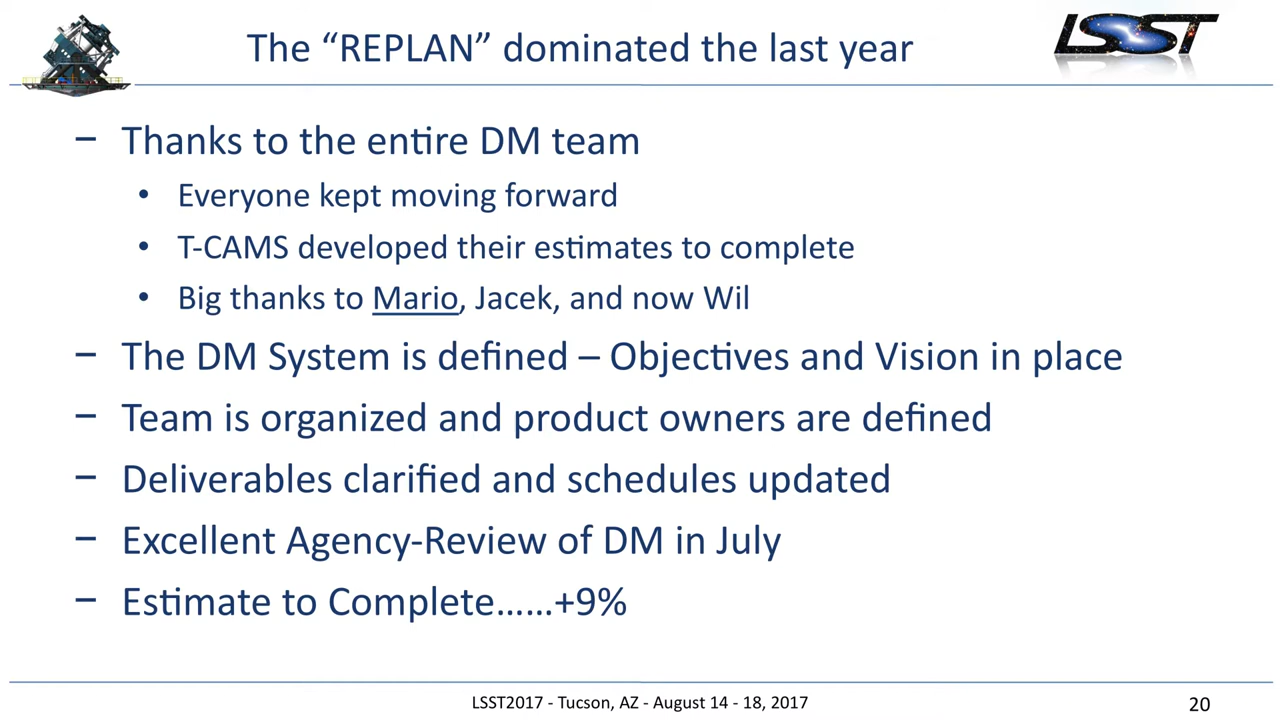 The “REPLAN” dominated the last year
LSST
– Thanks to the entire DM team
• Everyone kept moving forward
• T-CAMS developed their estimates to complete
• Big thanks to Mario, Jacek, and now Wil
– The DM System is defined – Objectives and Vision in place
– Team is organized and product owners are defined
– Deliverables clarified and schedules updated
– Excellent Agency-Review of DM in July
– Estimate to Complete……+9%
LSST2017 - Tucson, AZ - August 14 - 18, 2017
20